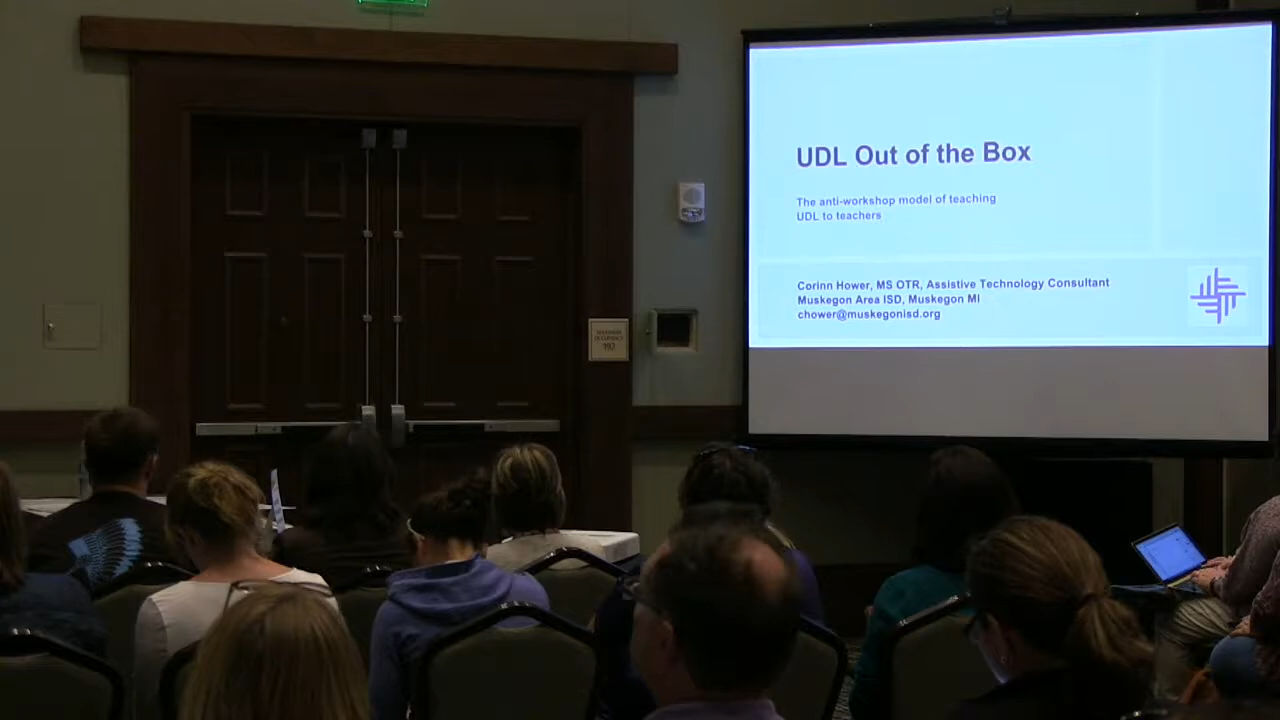 UDL Out of the Box
The anti-workshop model of teaching
UDL to teachers
Corinn Hower, MS OTR, Assistive Technology Consultant
Muskegon Area ISD, Muskegon MI
chower@muskegonisd.org
192